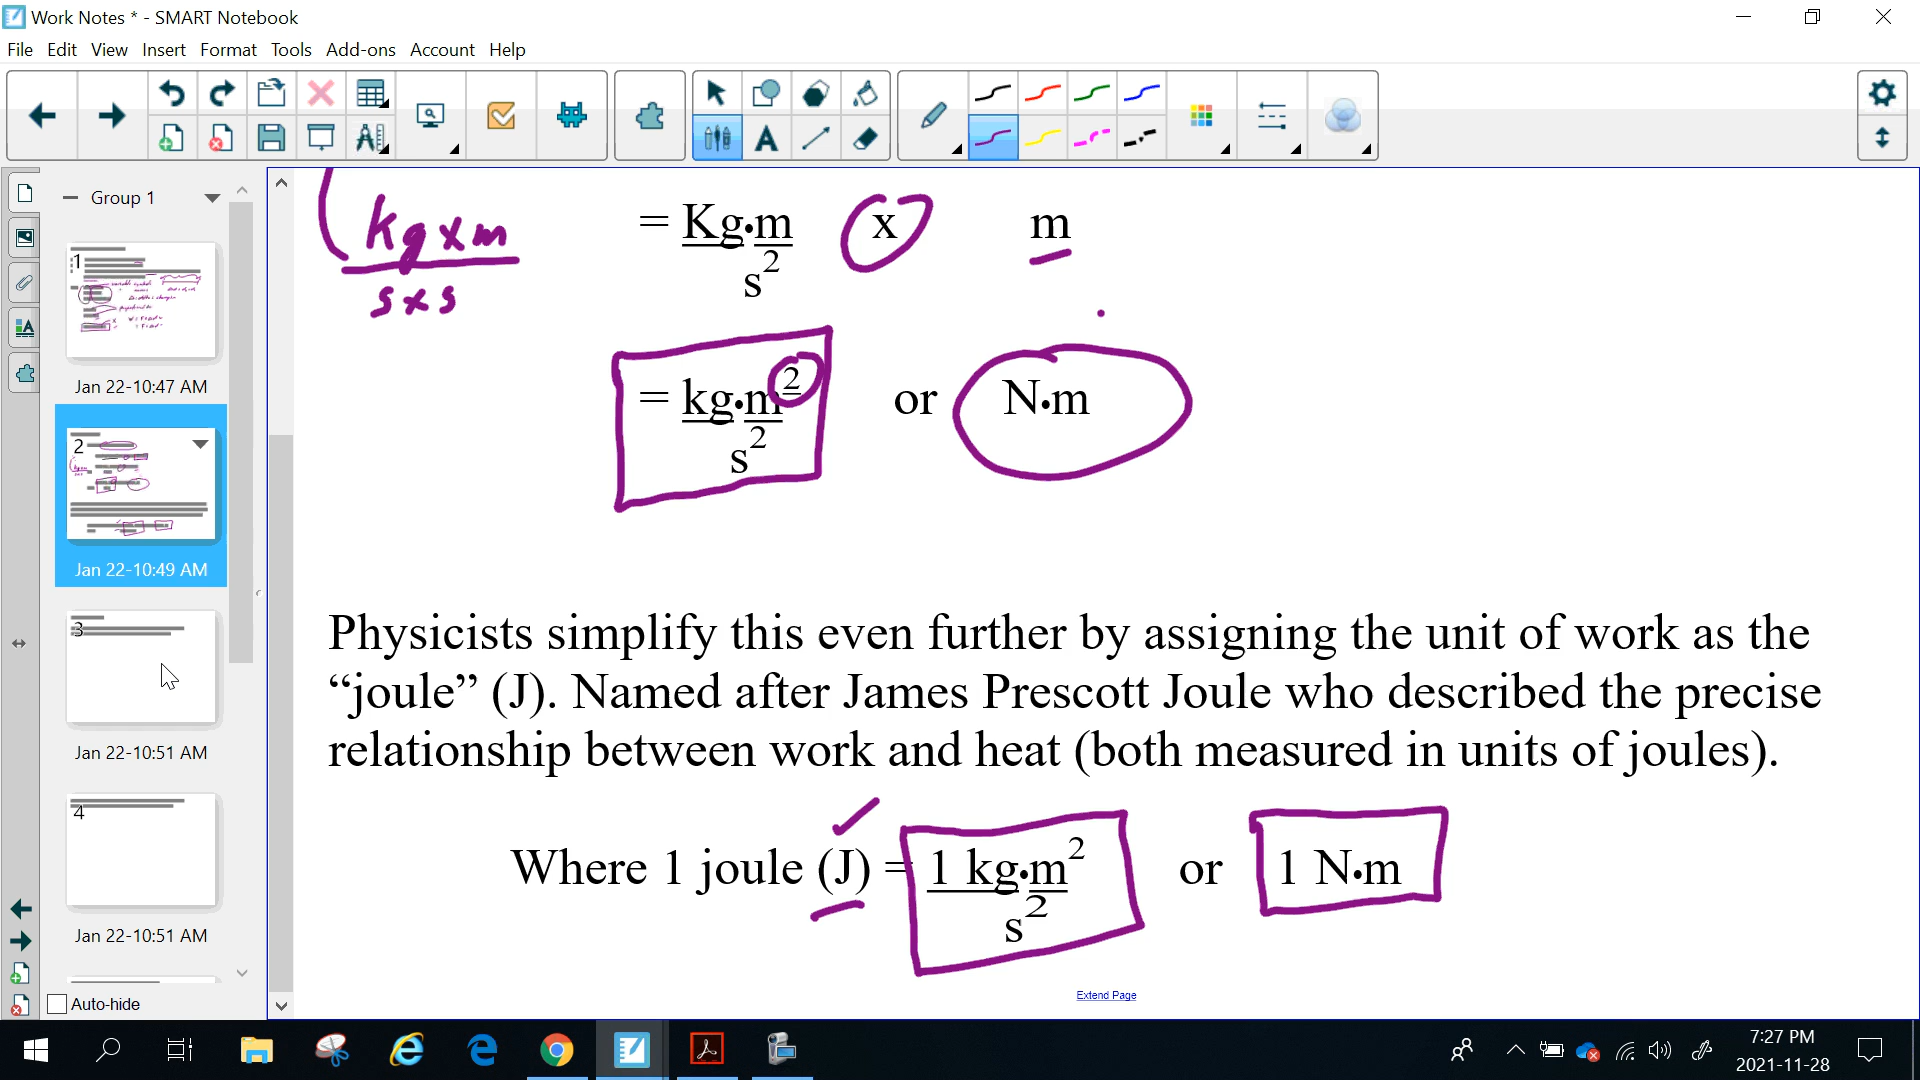 Work Notes * - SMART Notebook
File Edit View Insert Format Tools Add-ons Account Help
Group 1
1
Jan 22-10:47 AM
2
Jan 22-10:49 AM
3
Jan 22-10:51 AM
4
Jan 22-10:51 AM
Auto-hide
kg x m
s x s
= Kg•m x m
s²
= kg•m² or N•m
s²
Physicists simplify this even further by assigning the unit of work as the
“joule” (J). Named after James Prescott Joule who described the precise
relationship between work and heat (both measured in units of joules).
Where 1 joule (J) = 1 kg•m² or 1 N•m
s²
Extend Page
7:27 PM
2021-11-28